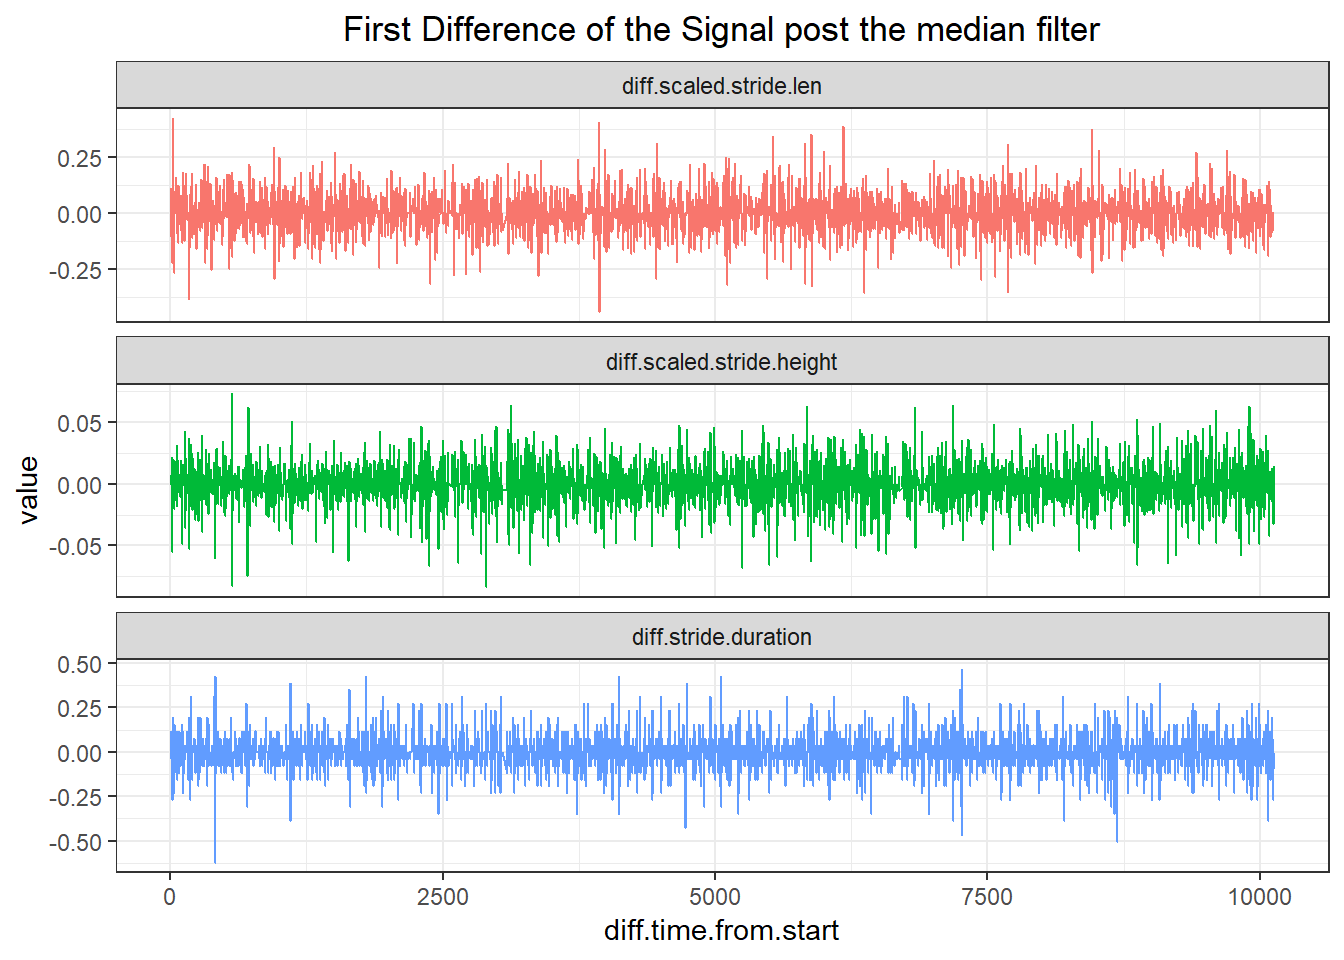 First Difference of the Signal post the median filter
diff.scaled.stride.len
0.25
0.00
-0.25
diff.scaled.stride.height
0.05
0.00
-0.05
value
diff.stride.duration
0.50
0.25
0.00
-0.25
-0.50
0 2500 5000 7500 10000
diff.time.from.start